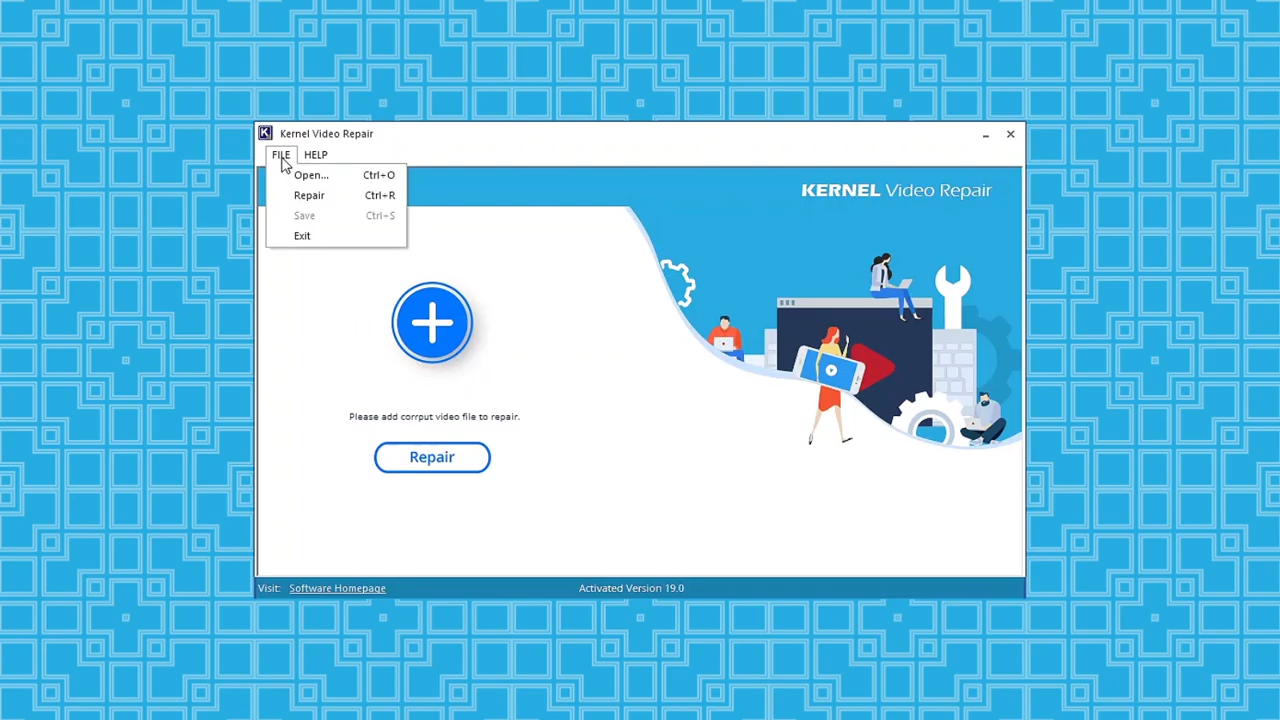 Kernel Video Repair
FILE HELP
Open... Ctrl+O
Repair Ctrl+R
Save Ctrl+S
Exit
KERNEL Video Repair
Please add corrput video file to repair.
Repair
Visit: Software Homepage Activated Version 19.0